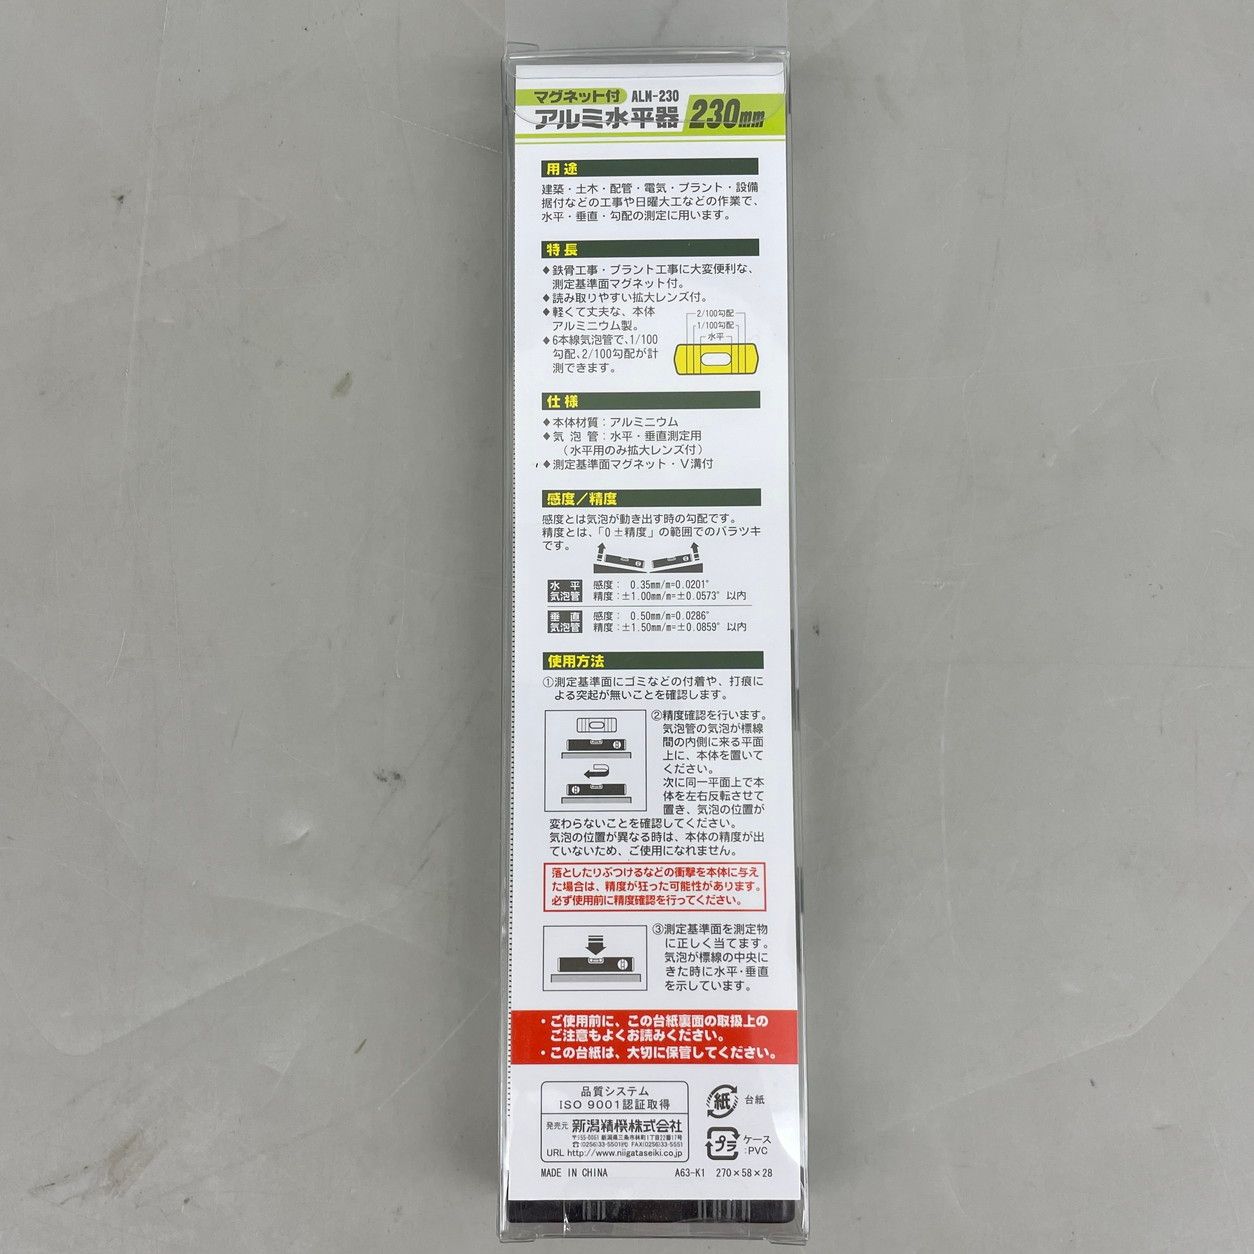 マグネット付 ALM-230
アルミ水平器 230mm
用途
建築・土木・配管・電気・プラント・設備
据付などの工事や日曜大工などの作業で、
水平・垂直・勾配の測定に用います。
特長
◆鉄骨工事・プラント工事に大変便利な、
測定基準面マグネット付。
◆読み取りやすい拡大レンズ付。
◆軽くて丈夫な、本体
アルミニウム製。
◆6本線気泡管で、1/100
勾配、2/100勾配が計
測できます。
2/100勾配
1/100勾配
水平
仕様
◆本体材質：アルミニウム
◆気泡管：水平・垂直測定用
（水平用のみ拡大レンズ付）
◆測定基準面マグネット・V溝付
感度／精度
感度とは気泡が動き出す時の勾配です。
精度とは、「0±精度」の範囲でのバラツキ
です。
水平気泡管
感度： 0.35mm/m=0.0201°
精度：±1.00mm/m=±0.0573° 以内
垂直気泡管
感度： 0.50mm/m=0.0286°
精度：±1.50mm/m=±0.0859° 以内
使用方法
①測定基準面にゴミなどの付着や、打痕に
よる突起が無いことを確認します。
②精度確認を行います。
気泡管の気泡が標線
間の内側に来る平面
上に、本体を置いて
ください。
次に同一平面上で本
体を左右反転させて
置き、気泡の位置が
変わらないことを確認してください。
気泡の位置が異なる時は、本体の精度が出
ていないため、ご使用になれません。
落としたりぶつけるなどの衝撃を本体に与え
た場合は、精度が狂った可能性があります。
必ず使用前に精度確認を行ってください。
③測定基準面を測定物
に正しく当てます。
気泡が標線の中央に
きた時に水平・垂直
を示しています。
・ご使用前に、この台紙裏面の取扱上の
ご注意もよくお読みください。
・この台紙は、大切に保管してください。
品質システム
ISO 9001認証取得
発売元 新潟精機株式会社
〒955-0061 新潟県三条市林町1丁目22番17号
☎(0256)33-5501㈹ FAX(0256)33-5551
URL http://www.niigataseiki.co.jp
紙 台紙
プラ ケース
:PVC
MADE IN CHINA A63-K1 270×58×28